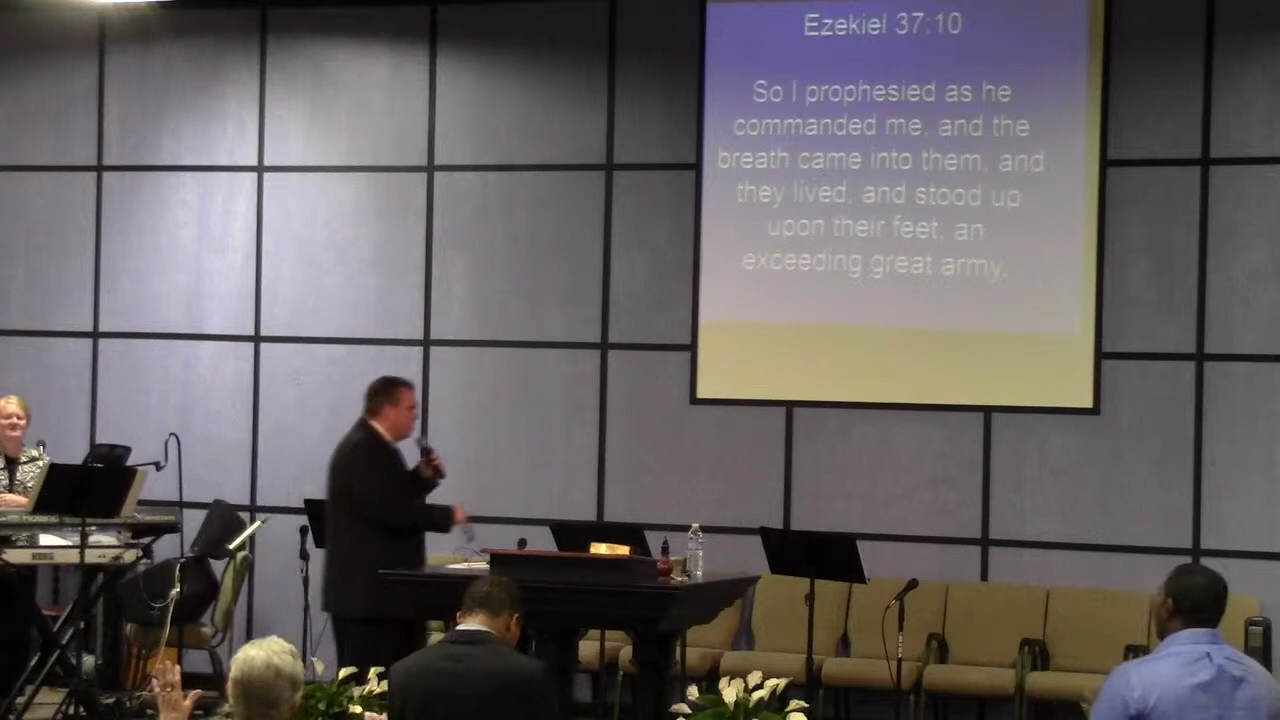 Ezekiel 37:10
So I prophesied as he
commanded me, and the
breath came into them, and
they lived, and stood up
upon their feet, an
exceeding great army.
KORG